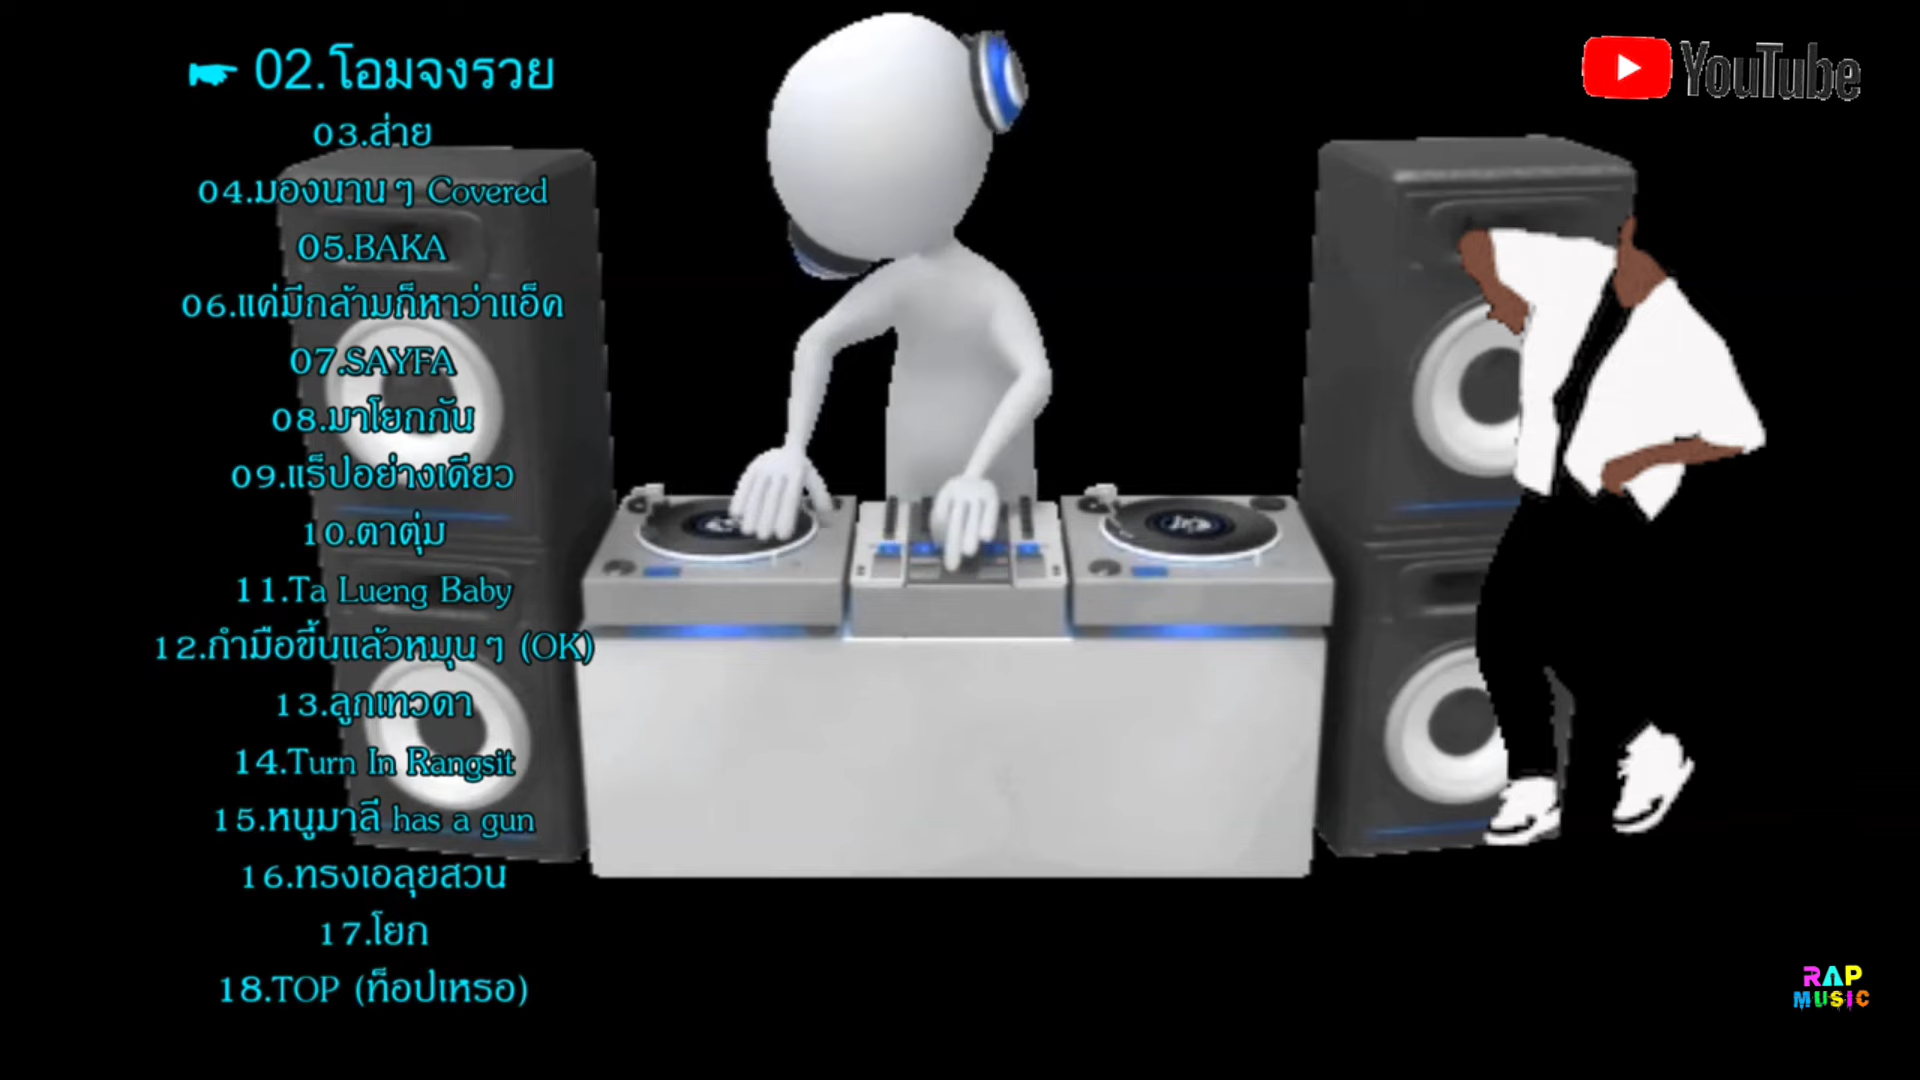 ☛ 02.โอมจงรวย
03.ส่าย
04.มองนานๆ Covered
05.BAKA
06.แค่มีกล้ามก็หาว่าแอ็ค
07.SAYFA
08.มาโยกกัน
09.แร็ปอย่างเดียว
10.ตาตุ่ม
11.Ta Lueng Baby
12.กำมือขึ้นแล้วหมุนๆ (OK)
13.ลูกเทวดา
14.Turn In Rangsit
15.หนูมาลี has a gun
16.ทรงเอลุยสวน
17.โยก
18.TOP (ท็อปเหรอ)
YouTube
RAP
MUSIC